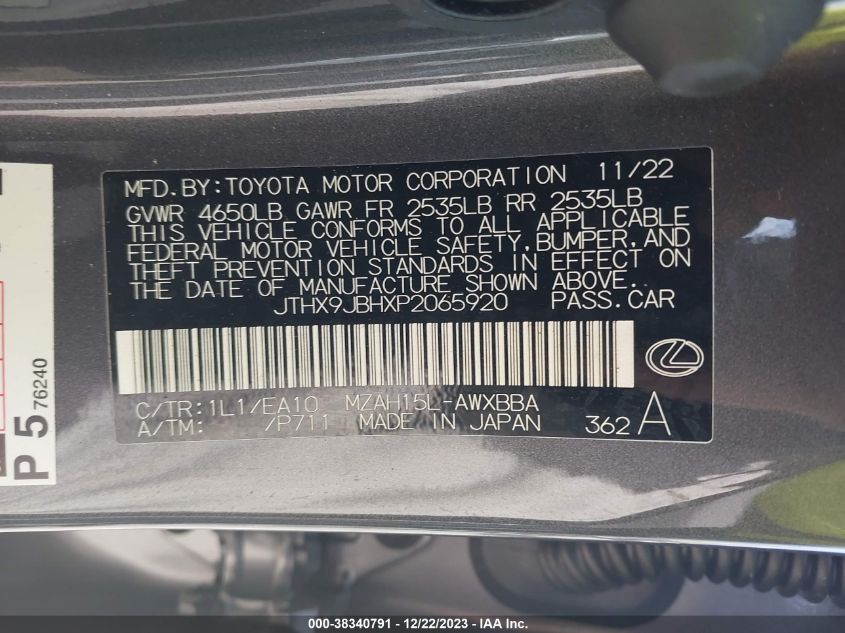 MFD.BY:TOYOTA MOTOR CORPORATION 11/22
GVWR 4650LB GAWR FR 2535LB RR 2535LB
THIS VEHICLE CONFORMS TO ALL APPLICABLE
FEDERAL MOTOR VEHICLE SAFETY,BUMPER,AND
THEFT PREVENTION STANDARDS IN EFFECT ON
THE DATE OF MANUFACTURE SHOWN ABOVE.
JTHX9JBHXP2065920 PASS.CAR
C/TR:1L1/EA10 MZAH15L-AWXBBA
A/TM: /P711 MADE IN JAPAN 362 A
P 5 76240
000-38340791 - 12/22/2023 - IAA Inc.